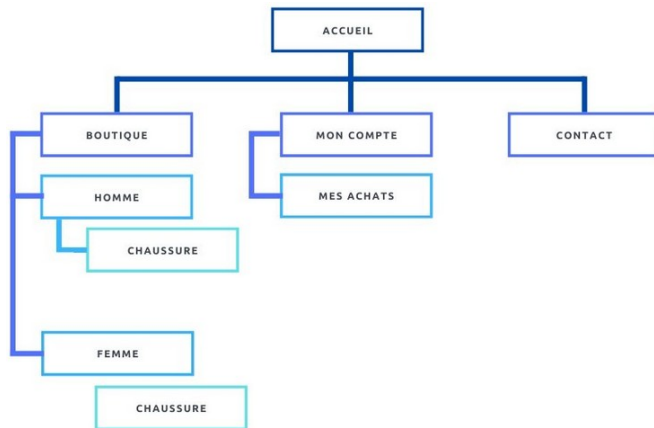 ACCUEIL
BOUTIQUE
MON COMPTE
CONTACT
HOMME
MES ACHATS
CHAUSSURE
FEMME
CHAUSSURE